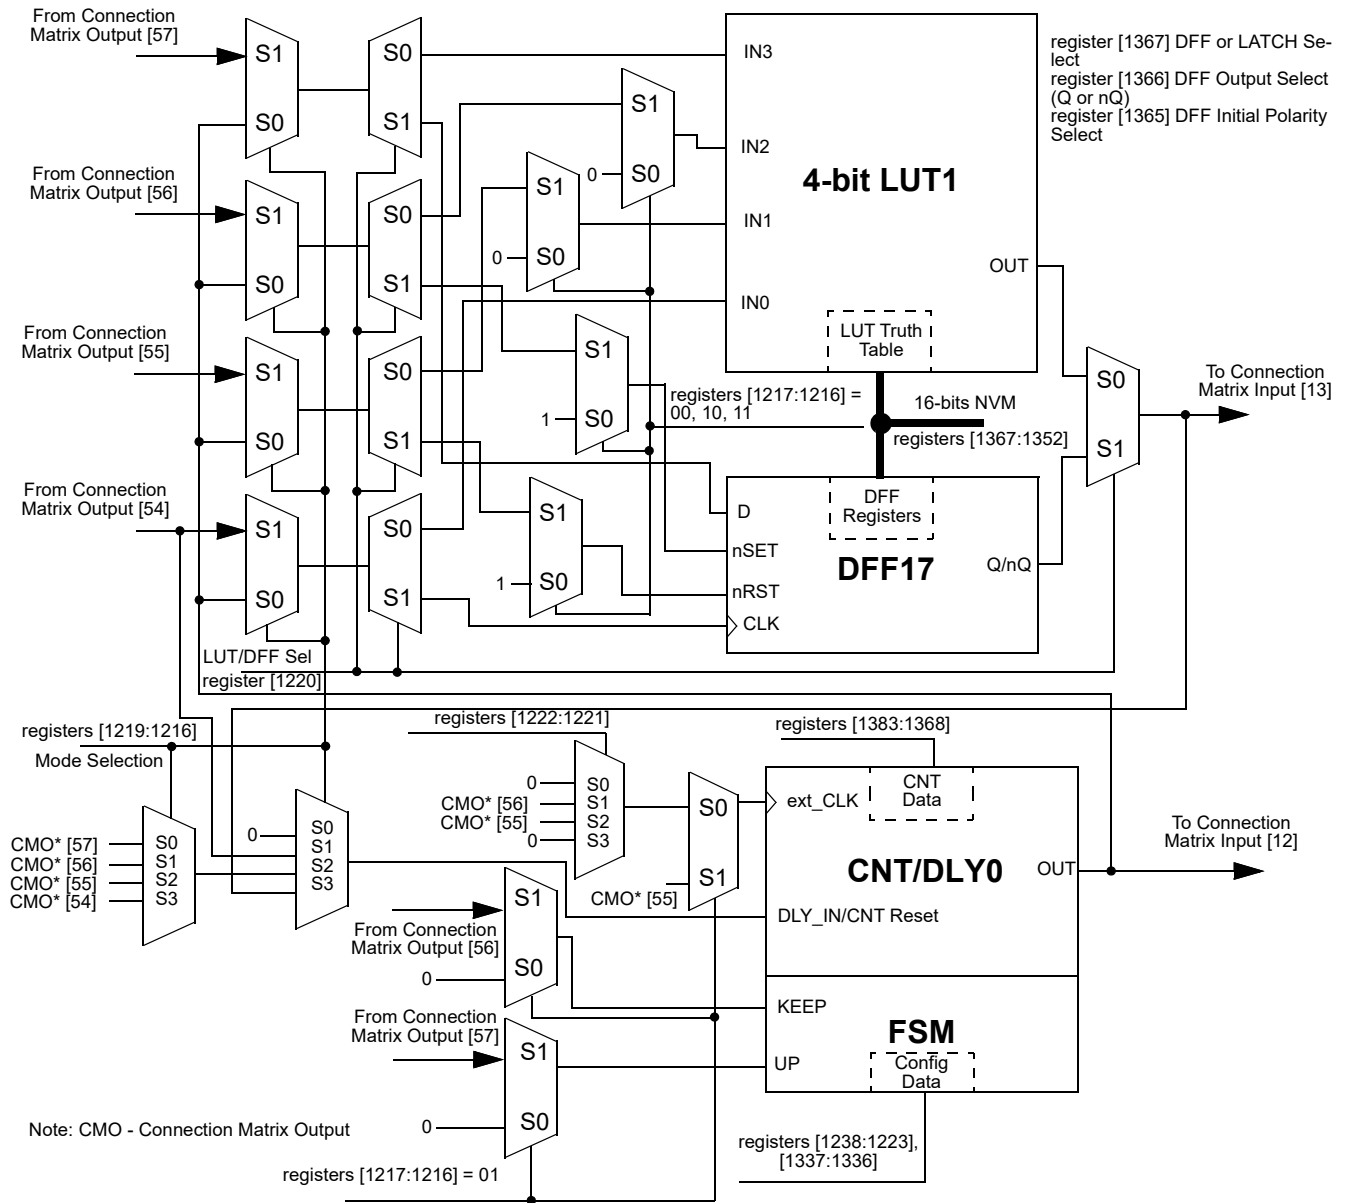 From Connection
Matrix Output [57]
S1
S0
S0
S1
IN3
register [1367] DFF or LATCH Se-
lect
register [1366] DFF Output Select
(Q or nQ)
register [1365] DFF Initial Polarity
Select
S1
0
S0
IN2
4-bit LUT1
From Connection
Matrix Output [56]
S1
S0
S0
S1
S1
0
S0
IN1
IN0
OUT
LUT Truth
Table
From Connection
Matrix Output [55]
S1
S0
S0
S1
S1
1
S0
registers [1217:1216] =
00, 10, 11
16-bits NVM
registers [1367:1352]
S0
S1
To Connection
Matrix Input [13]
From Connection
Matrix Output [54]
S1
S0
S0
S1
S1
1
S0
D
nSET
nRST
CLK
DFF
Registers
DFF17
Q/nQ
LUT/DFF Sel
register [1220]
registers [1219:1216]
Mode Selection
registers [1222:1221]
registers [1383:1368]
CMO* [57]
CMO* [56]
CMO* [55]
CMO* [54]
S0
S1
S2
S3
0
S0
S1
S2
S3
0
CMO* [56]
CMO* [55]
0
S0
S1
S2
S3
S0
S1
CMO* [55]
ext_CLK
CNT
Data
CNT/DLY0
OUT
DLY_IN/CNT Reset
To Connection
Matrix Input [12]
From Connection
Matrix Output [56]
S1
0
S0
KEEP
FSM
From Connection
Matrix Output [57]
S1
0
S0
UP
Config
Data
Note: CMO - Connection Matrix Output
registers [1238:1223],
[1337:1336]
registers [1217:1216] = 01